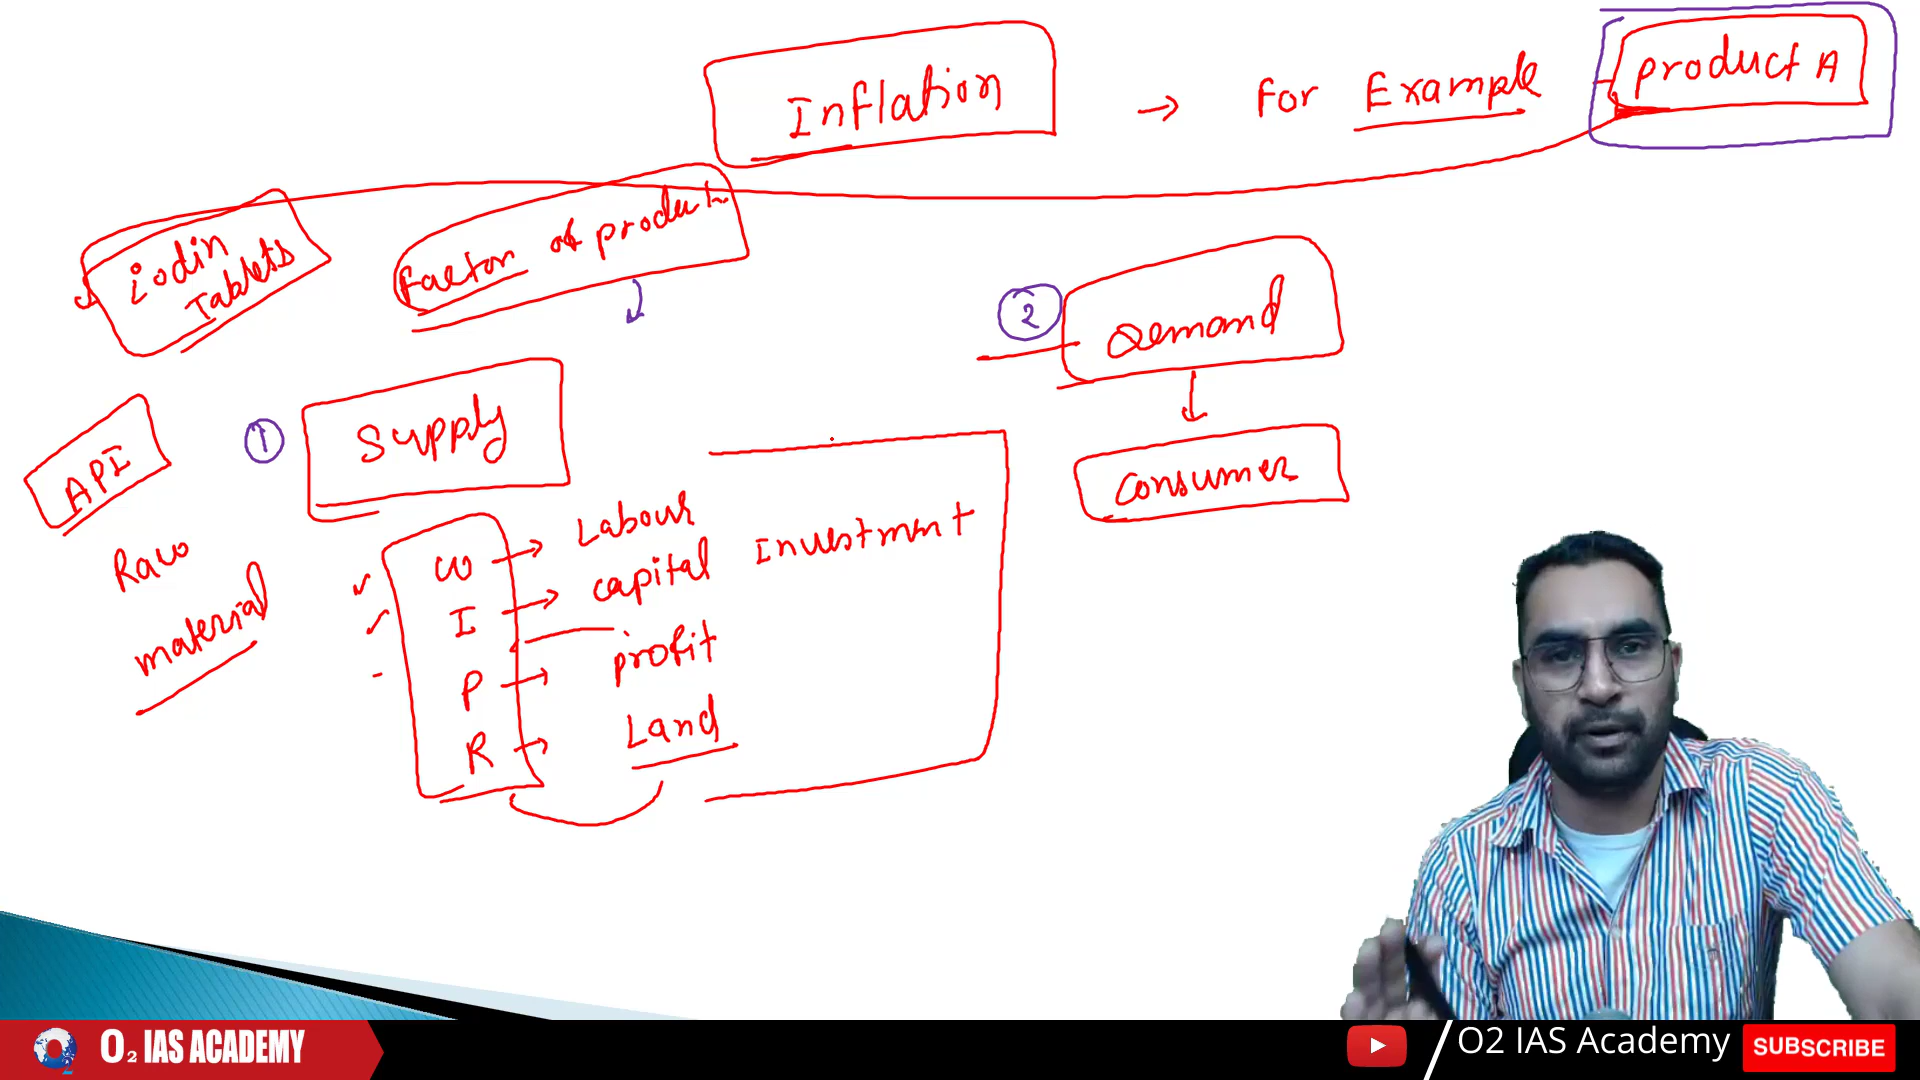 Inflation → For Example product A
iodin
Tablets
factor of product
② Demand
Consumer
① Supply
API
Raw
material
W → Labour
I → capital Investment
P → profit
R → Land
O₂ IAS ACADEMY
O2 IAS Academy SUBSCRIBE